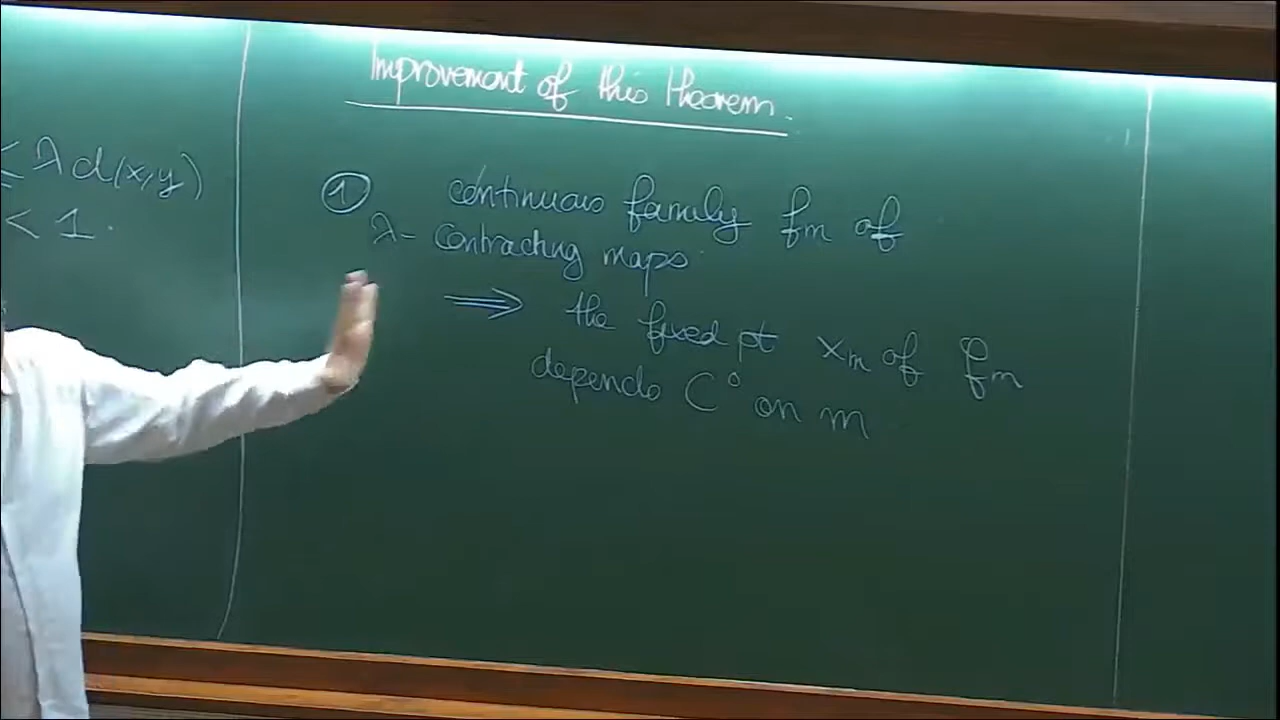 ≤ λ d(x,y)
< 1.
Improvement of this theorem.
① continuous family fm of
λ- contracting maps
⟹ the fixed pt xm of fm
depends C° on m